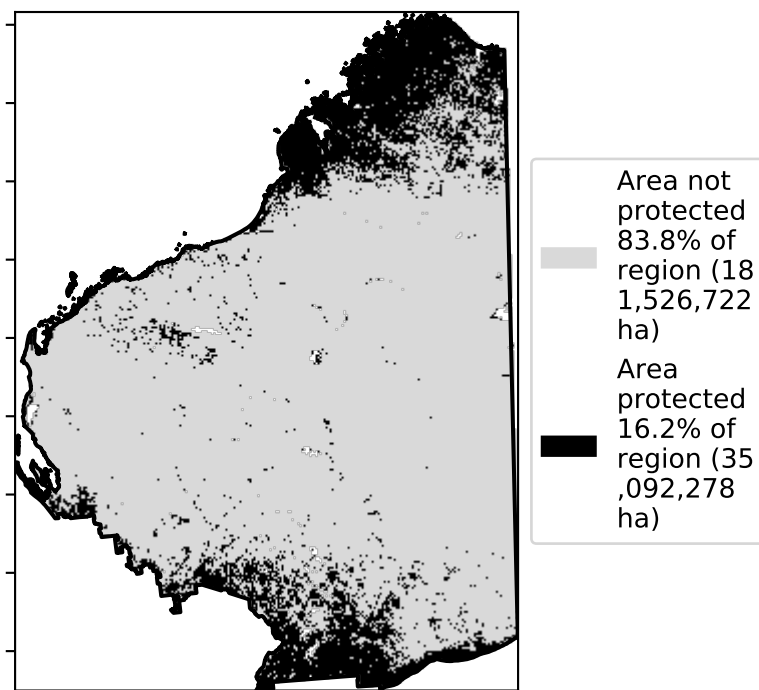 Area not
protected
83.8% of
region (18
1,526,722
ha)
Area
protected
16.2% of
region (35
,092,278
ha)